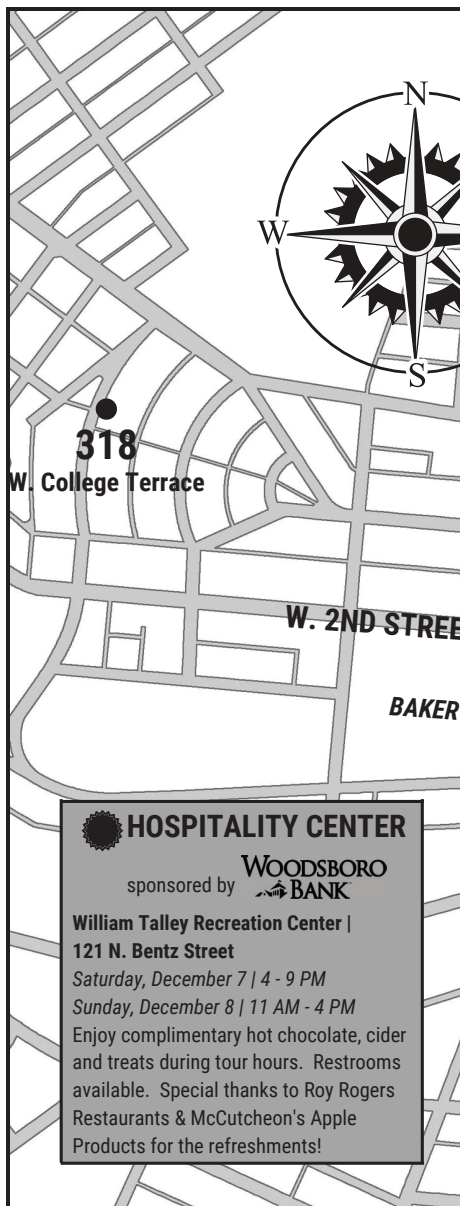 N
W
S
318
W. College Terrace
W. 2ND STREE
BAKER
HOSPITALITY CENTER
sponsored by WOODSBORO
BANK
William Talley Recreation Center |
121 N. Bentz Street
Saturday, December 7 | 4 - 9 PM
Sunday, December 8 | 11 AM - 4 PM
Enjoy complimentary hot chocolate, cider
and treats during tour hours.  Restrooms
available.  Special thanks to Roy Rogers
Restaurants & McCutcheon's Apple
Products for the refreshments!